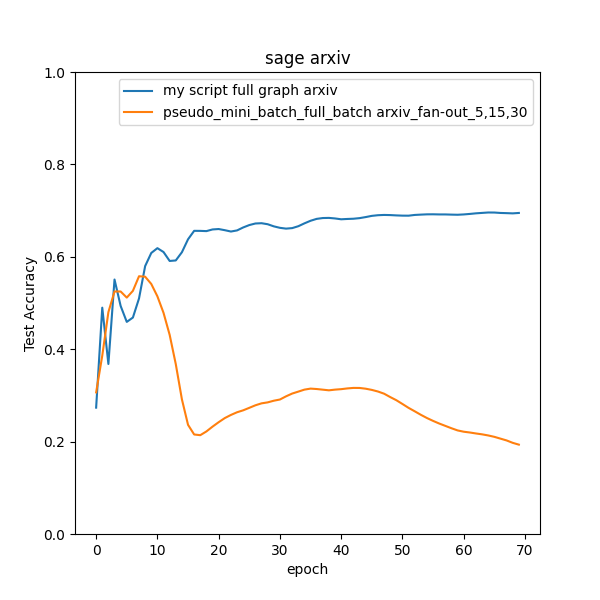 sage arxiv
my script full graph arxiv
pseudo_mini_batch_full_batch arxiv_fan-out_5,15,30
Test Accuracy
1.0
0.8
0.6
0.4
0.2
0.0
0 10 20 30 40 50 60 70
epoch